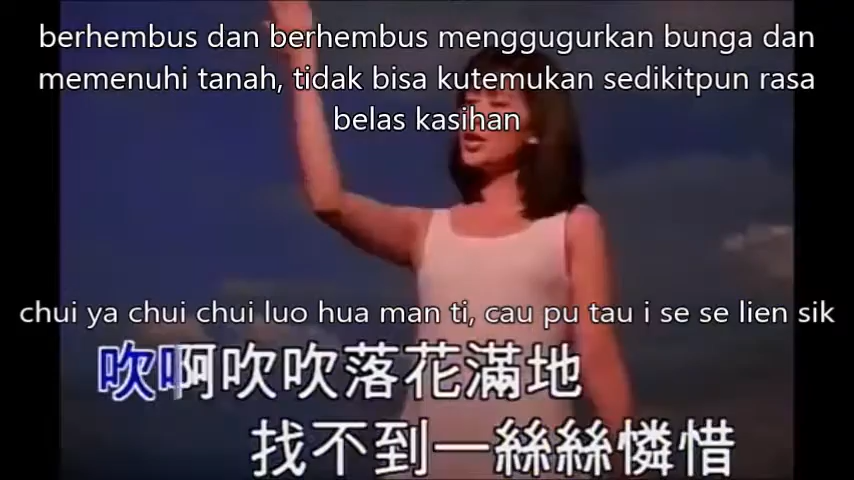 berhembus dan berhembus menggugurkan bunga dan
memenuhi tanah, tidak bisa kutemukan sedikitpun rasa
belas kasihan
chui ya chui chui luo hua man ti, cau pu tau i se se lien sik
吹啊吹吹落花滿地
找不到一絲絲憐惜